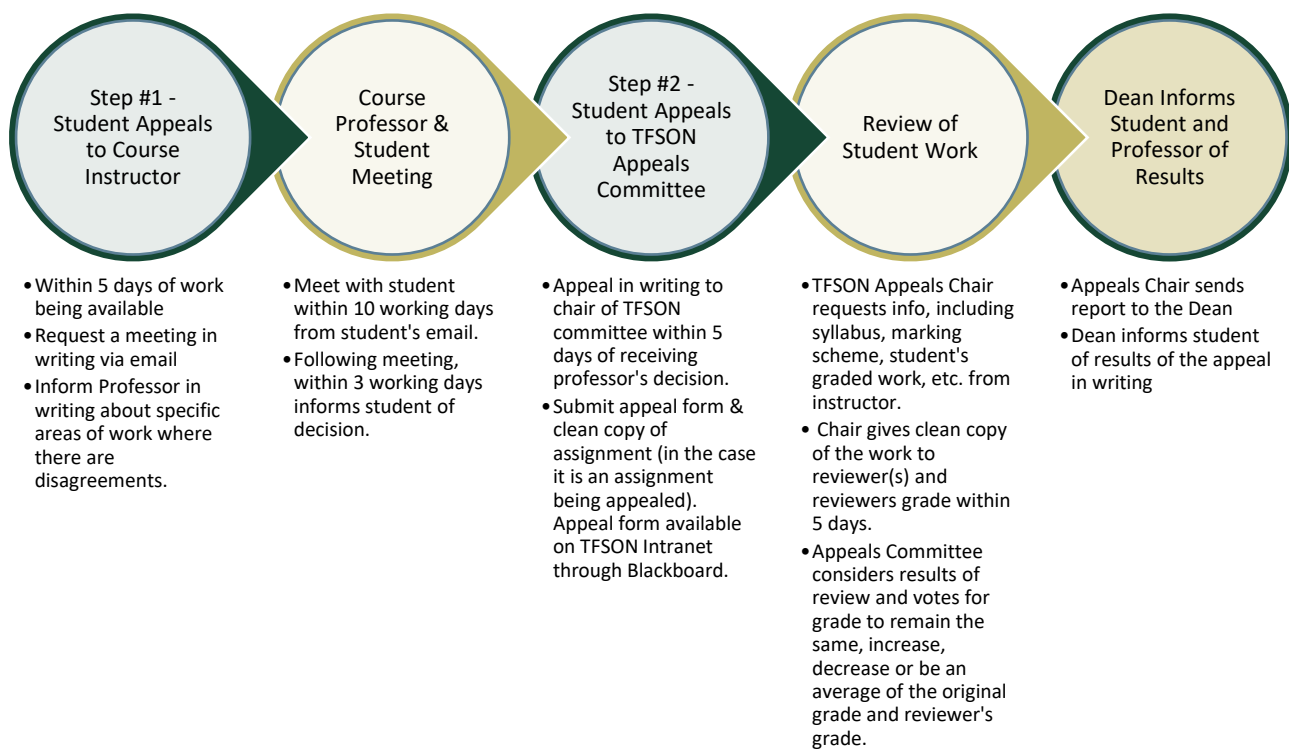 Step #1 -
Student Appeals
to Course
Instructor
Course
Professor &
Student
Meeting
Step #2 -
Student Appeals
to TFSON
Appeals
Committee
Review of
Student Work
Dean Informs
Student and
Professor of
Results
•Within 5 days of work
being available
•Request a meeting in
writing via email
•Inform Professor in
writing about specific
areas of work where
there are
disagreements.
•Meet with student
within 10 working days
from student's email.
•Following meeting,
within 3 working days
informs student of
decision.
•Appeal in writing to
chair of TFSON
committee within 5
days of receiving
professor's decision.
•Submit appeal form &
clean copy of
assignment (in the case
it is an assignment
being appealed).
Appeal form available
on TFSON Intranet
through Blackboard.
•TFSON Appeals Chair
requests info, including
syllabus, marking
scheme, student's
graded work, etc. from
instructor.
• Chair gives clean copy
of the work to
reviewer(s) and
reviewers grade within
5 days.
•Appeals Committee
considers results of
review and votes for
grade to remain the
same, increase,
decrease or be an
average of the original
grade and reviewer's
grade.
•Appeals Chair sends
report to the Dean
•Dean informs student
of results of the appeal
in writing